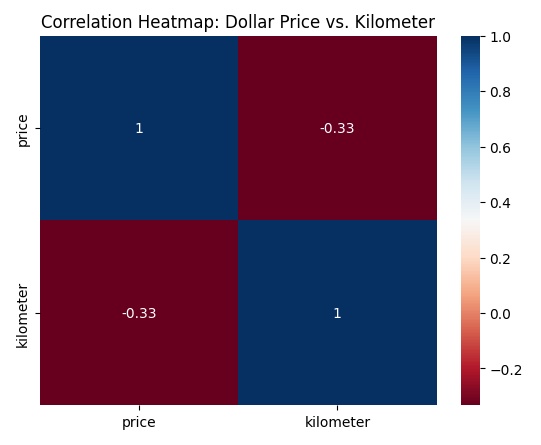 Correlation Heatmap: Dollar Price vs. Kilometer
price
1
-0.33
kilometer
-0.33
1
price
kilometer
1.0
0.8
0.6
0.4
0.2
0.0
−0.2